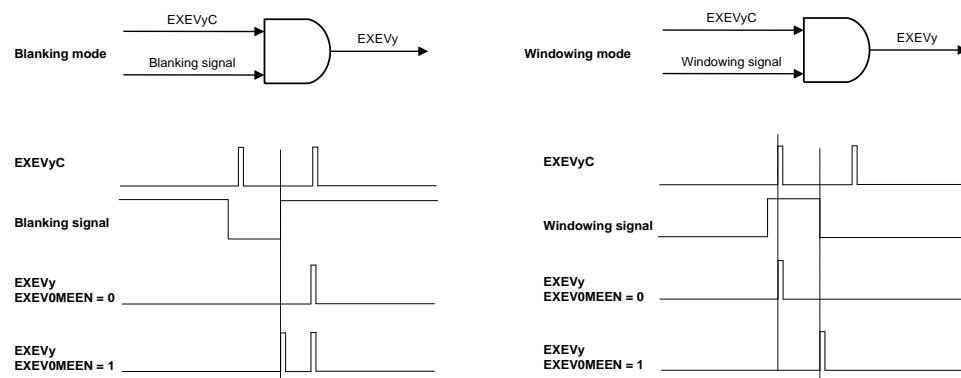 Blanking mode
EXEVyC
Blanking signal
EXEVy
EXEVyC
Blanking signal
EXEVy
EXEV0MEEN = 0
EXEVy
EXEV0MEEN = 1
Windowing mode
EXEVyC
Windowing signal
EXEVy
EXEVyC
Windowing signal
EXEVy
EXEV0MEEN = 0
EXEVy
EXEV0MEEN = 1